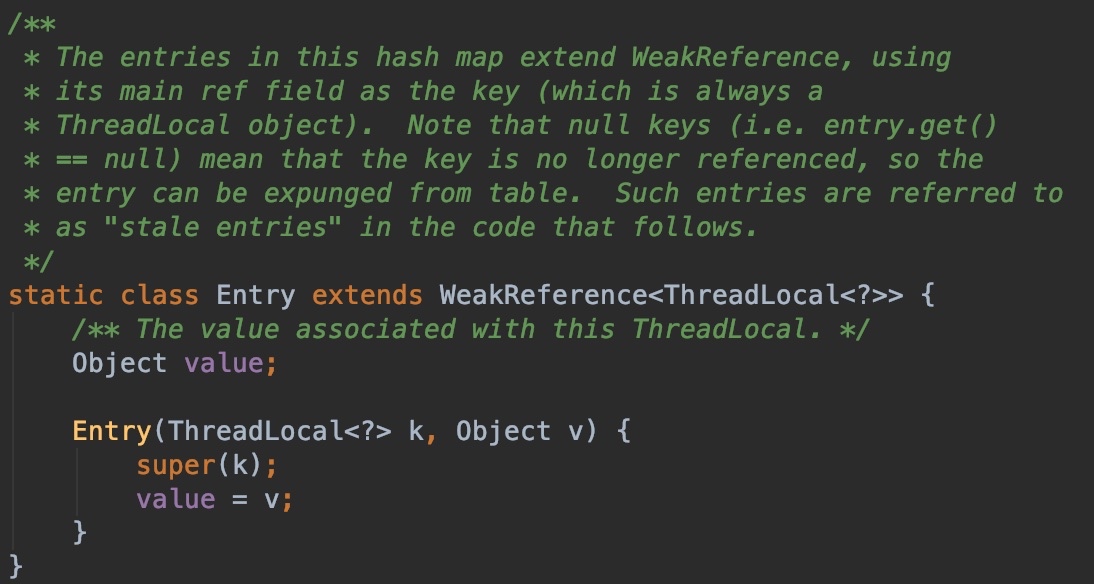 /**
 * The entries in this hash map extend WeakReference, using
 * its main ref field as the key (which is always a
 * ThreadLocal object).  Note that null keys (i.e. entry.get()
 * == null) mean that the key is no longer referenced, so the
 * entry can be expunged from table.  Such entries are referred to
 * as "stale entries" in the code that follows.
 */
static class Entry extends WeakReference<ThreadLocal<?>> {
    /** The value associated with this ThreadLocal. */
    Object value;

    Entry(ThreadLocal<?> k, Object v) {
        super(k);
        value = v;
    }
}